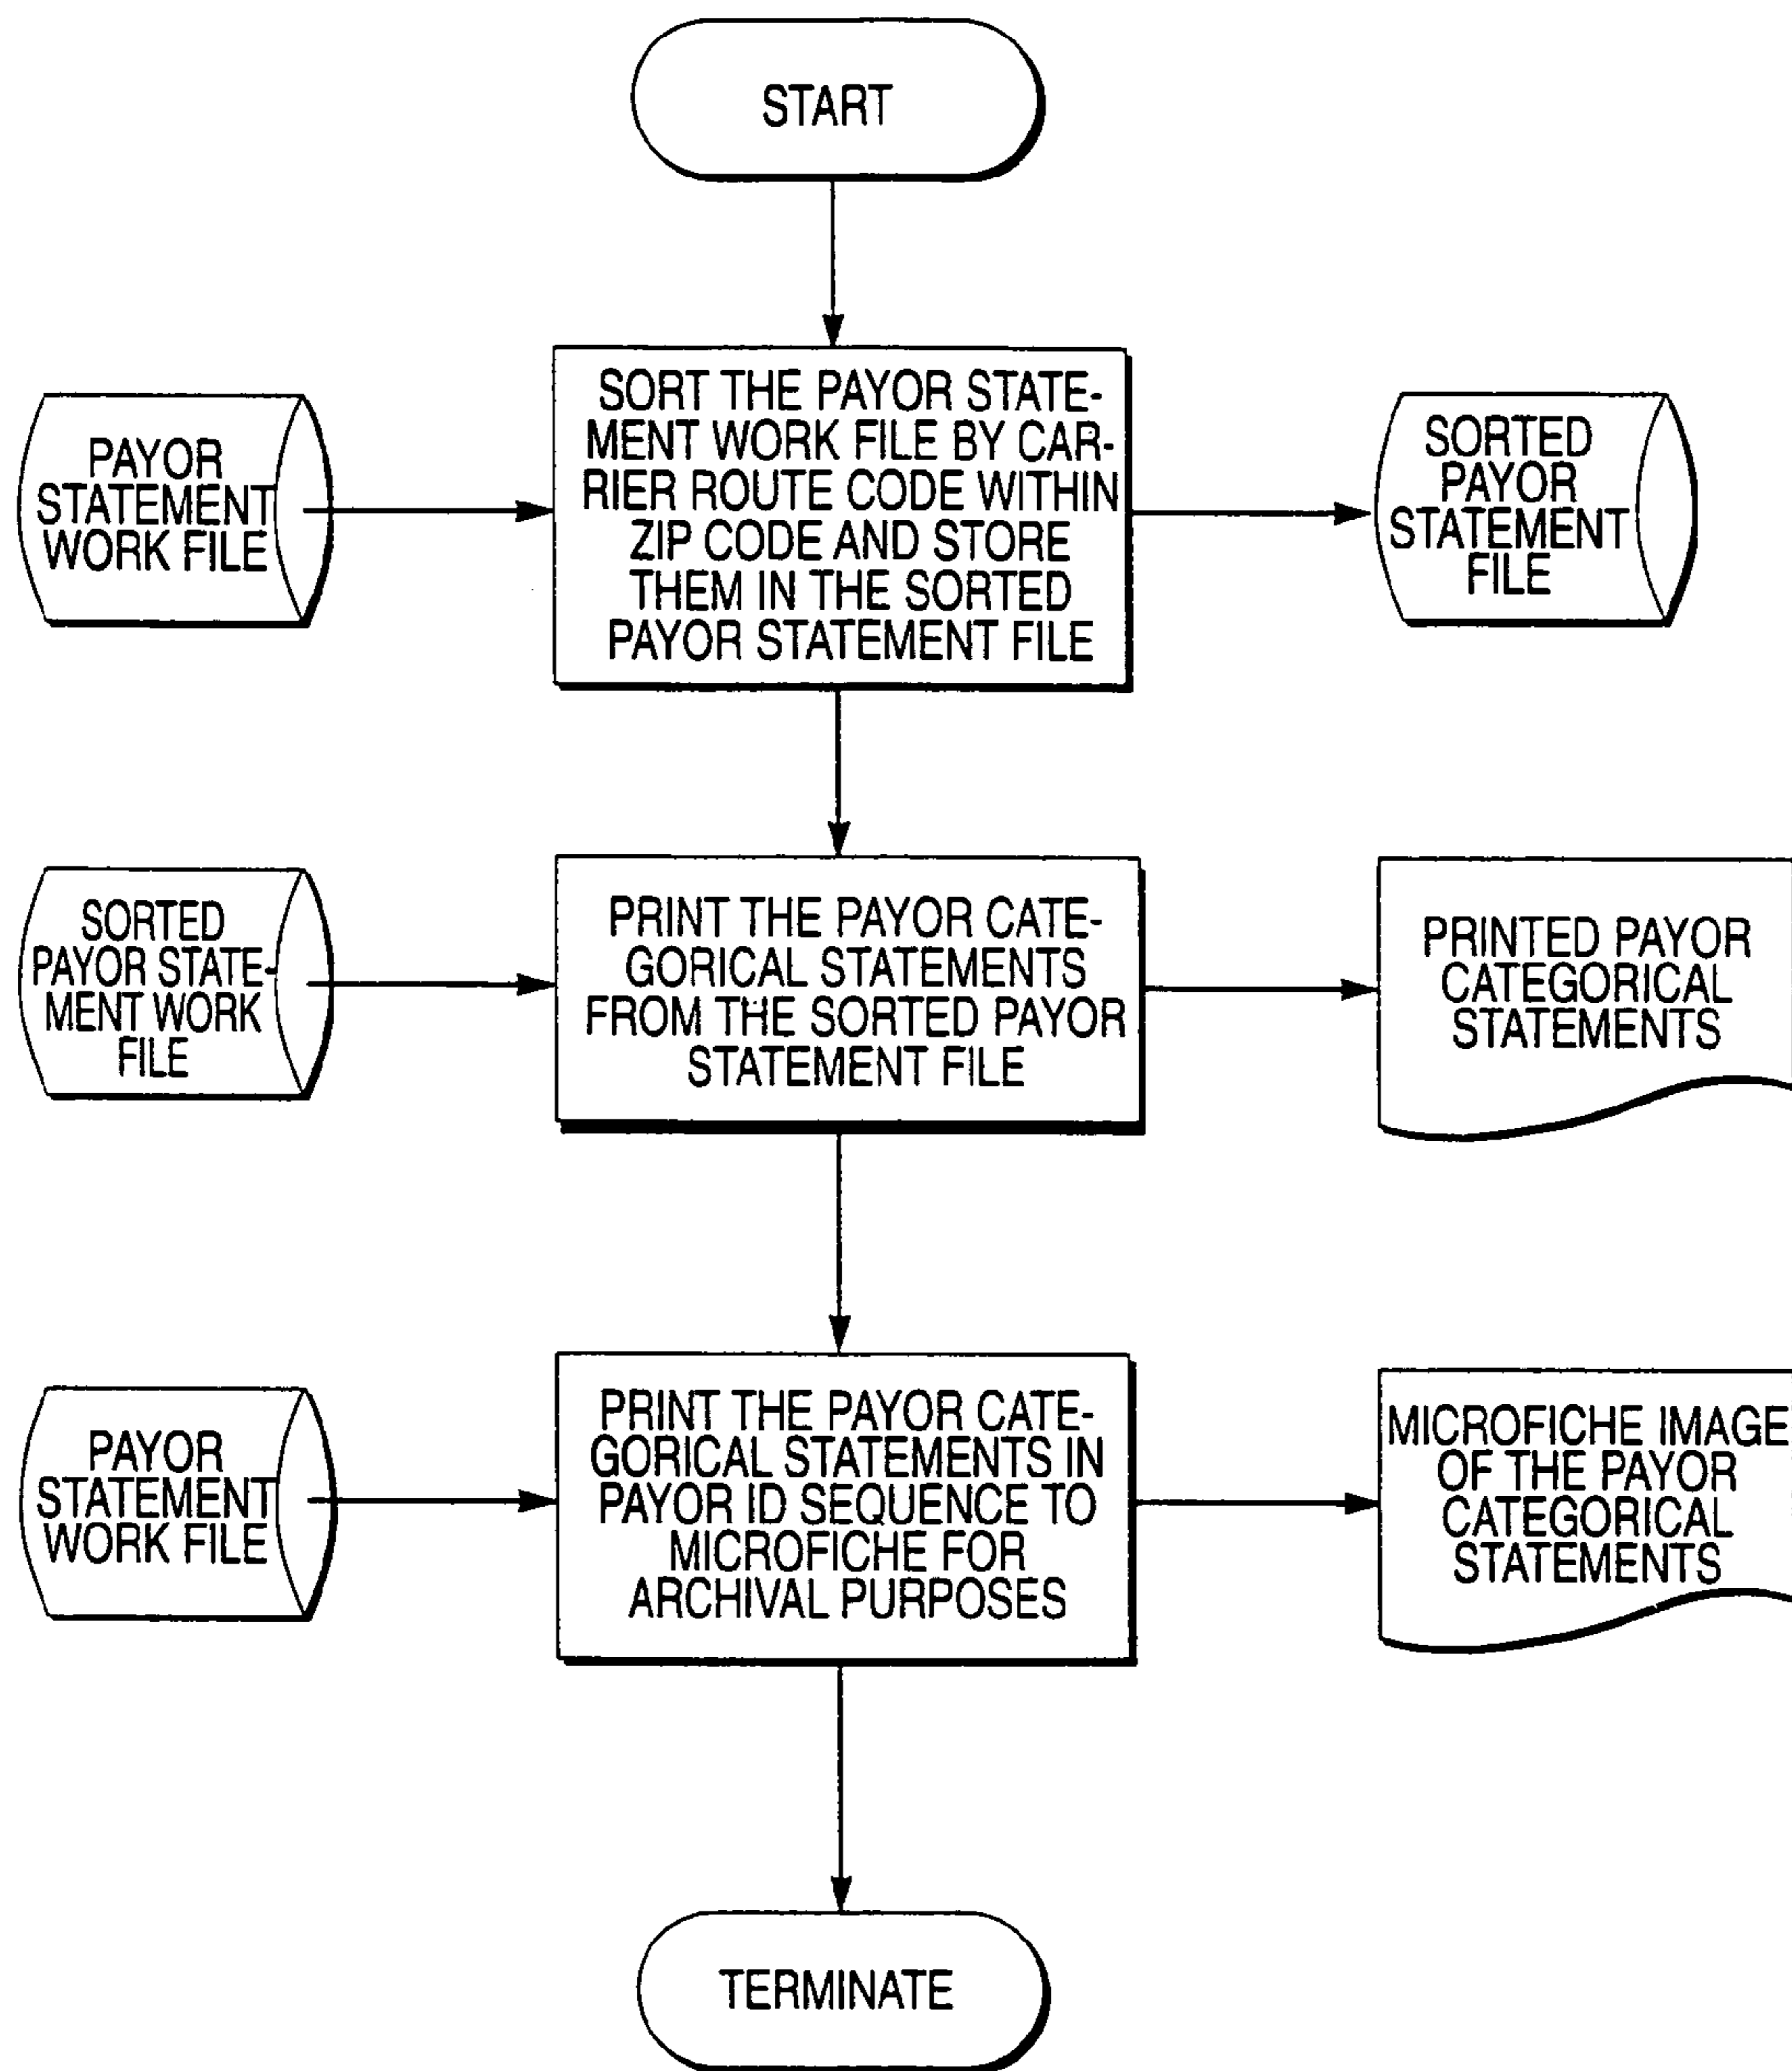 START
PAYOR
STATEMENT
WORK FILE
SORT THE PAYOR STATE-
MENT WORK FILE BY CAR-
RIER ROUTE CODE WITHIN
ZIP CODE AND STORE
THEM IN THE SORTED
PAYOR STATEMENT FILE
SORTED
PAYOR
STATEMENT
FILE
SORTED
PAYOR STATE-
MENT WORK
FILE
PRINT THE PAYOR CATE-
GORICAL STATEMENTS
FROM THE SORTED PAYOR
STATEMENT FILE
PRINTED PAYOR
CATEGORICAL
STATEMENTS
PAYOR
STATEMENT
WORK FILE
PRINT THE PAYOR CATE-
GORICAL STATEMENTS IN
PAYOR ID SEQUENCE TO
MICROFICHE FOR
ARCHIVAL PURPOSES
MICROFICHE IMAGE
OF THE PAYOR
CATEGORICAL
STATEMENTS
TERMINATE